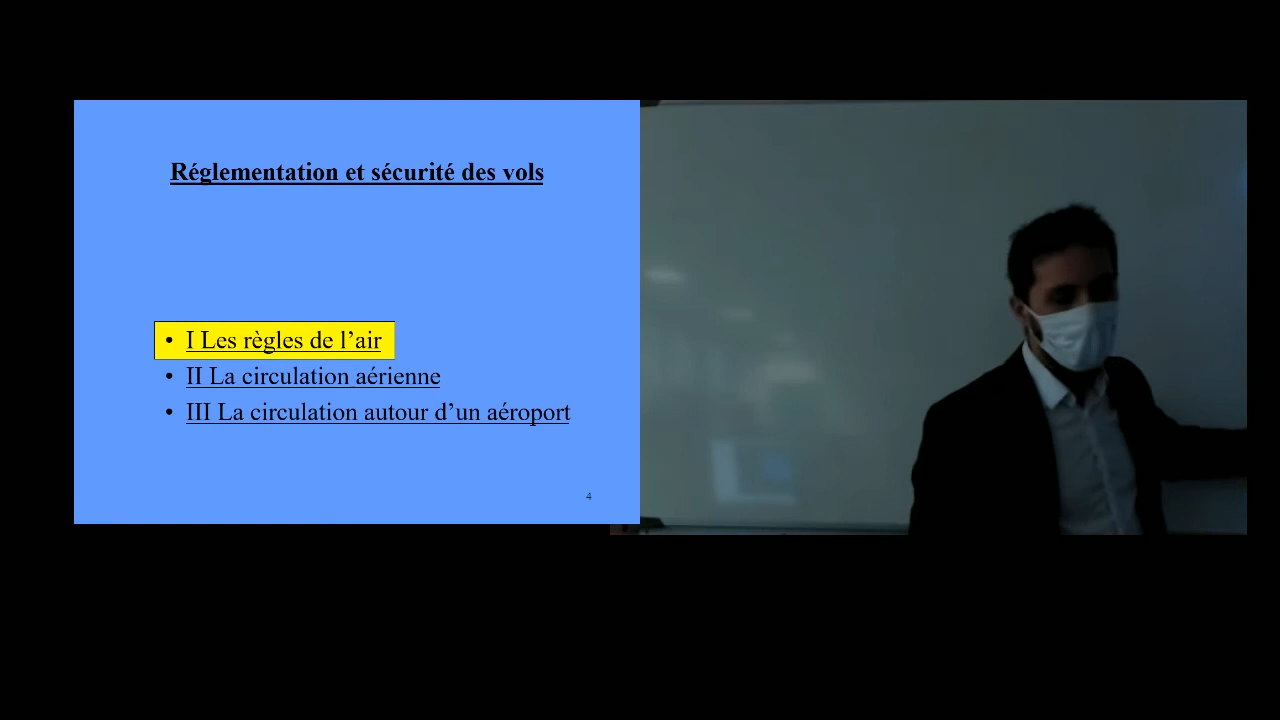 Réglementation et sécurité des vols
• I Les règles de l’air
• II La circulation aérienne
• III La circulation autour d’un aéroport
4